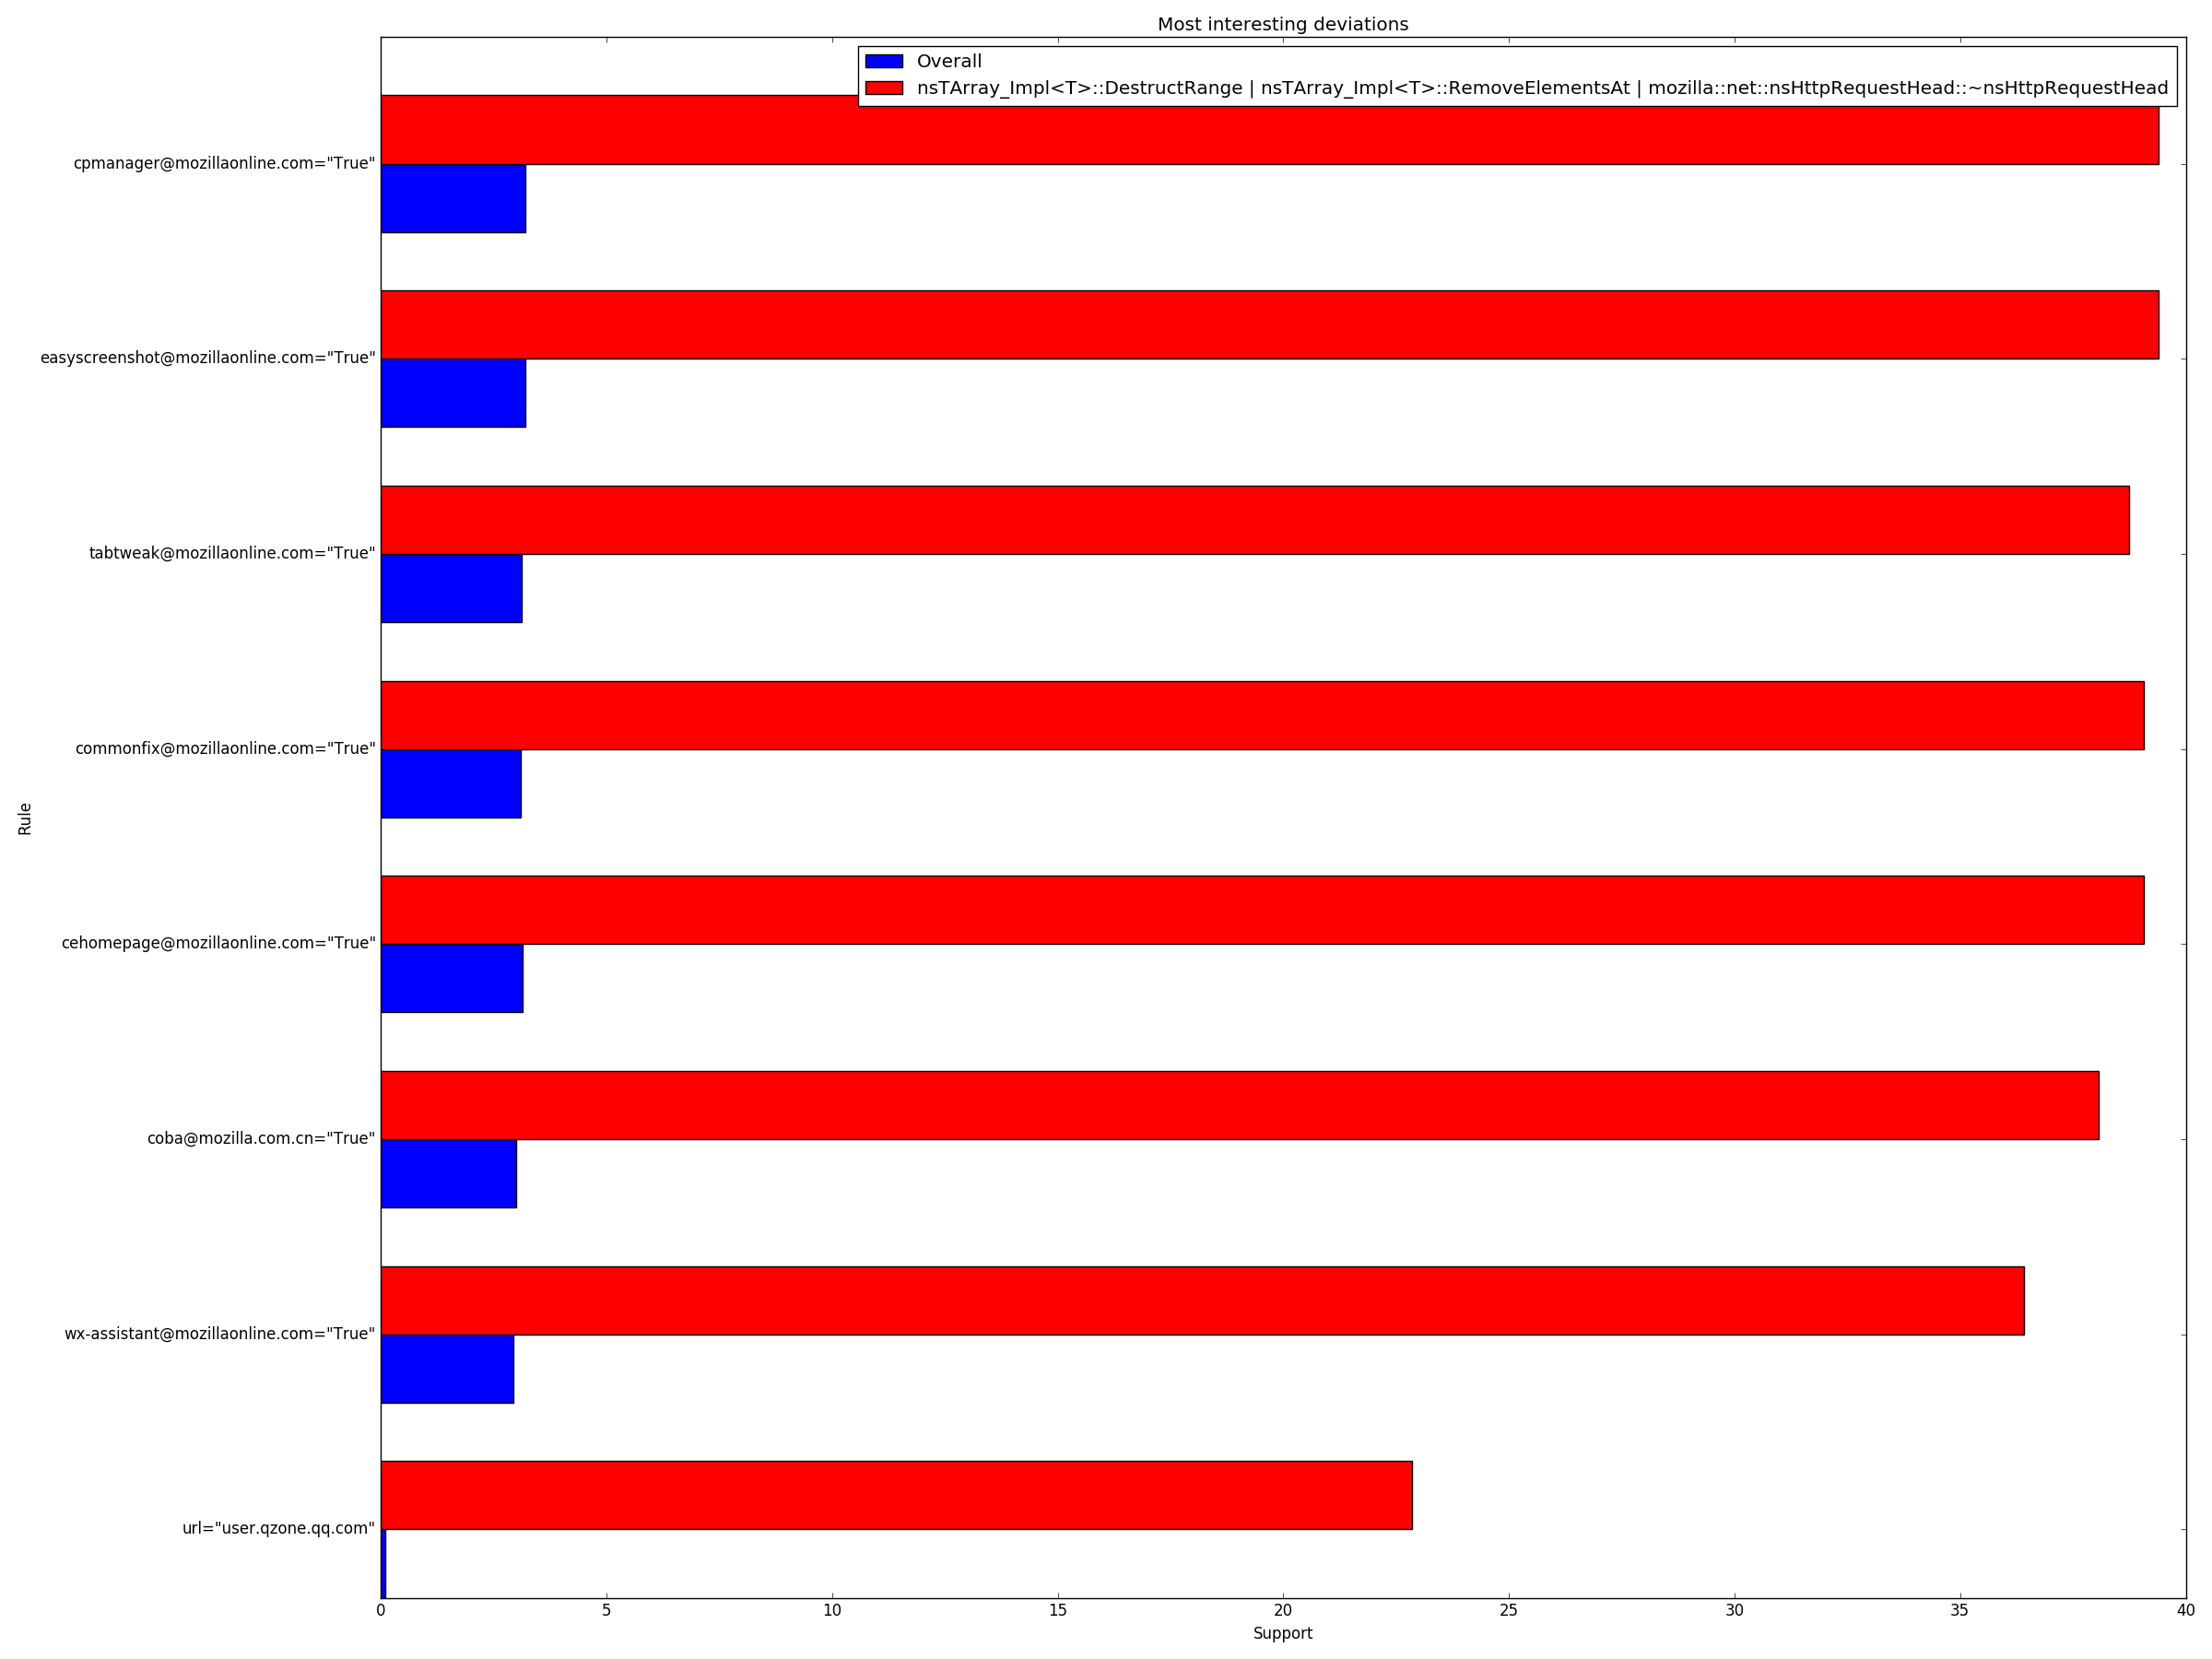 Most interesting deviations
Overall
nsTArray_Impl<T>::DestructRange | nsTArray_Impl<T>::RemoveElementsAt | mozilla::net::nsHttpRequestHead::~nsHttpRequestHead
cpmanager@mozillaonline.com="True"
easyscreenshot@mozillaonline.com="True"
tabtweak@mozillaonline.com="True"
commonfix@mozillaonline.com="True"
Rule
cehomepage@mozillaonline.com="True"
coba@mozilla.com.cn="True"
wx-assistant@mozillaonline.com="True"
url="user.qzone.qq.com"
0 5 10 15 20 25 30 35 40
Support